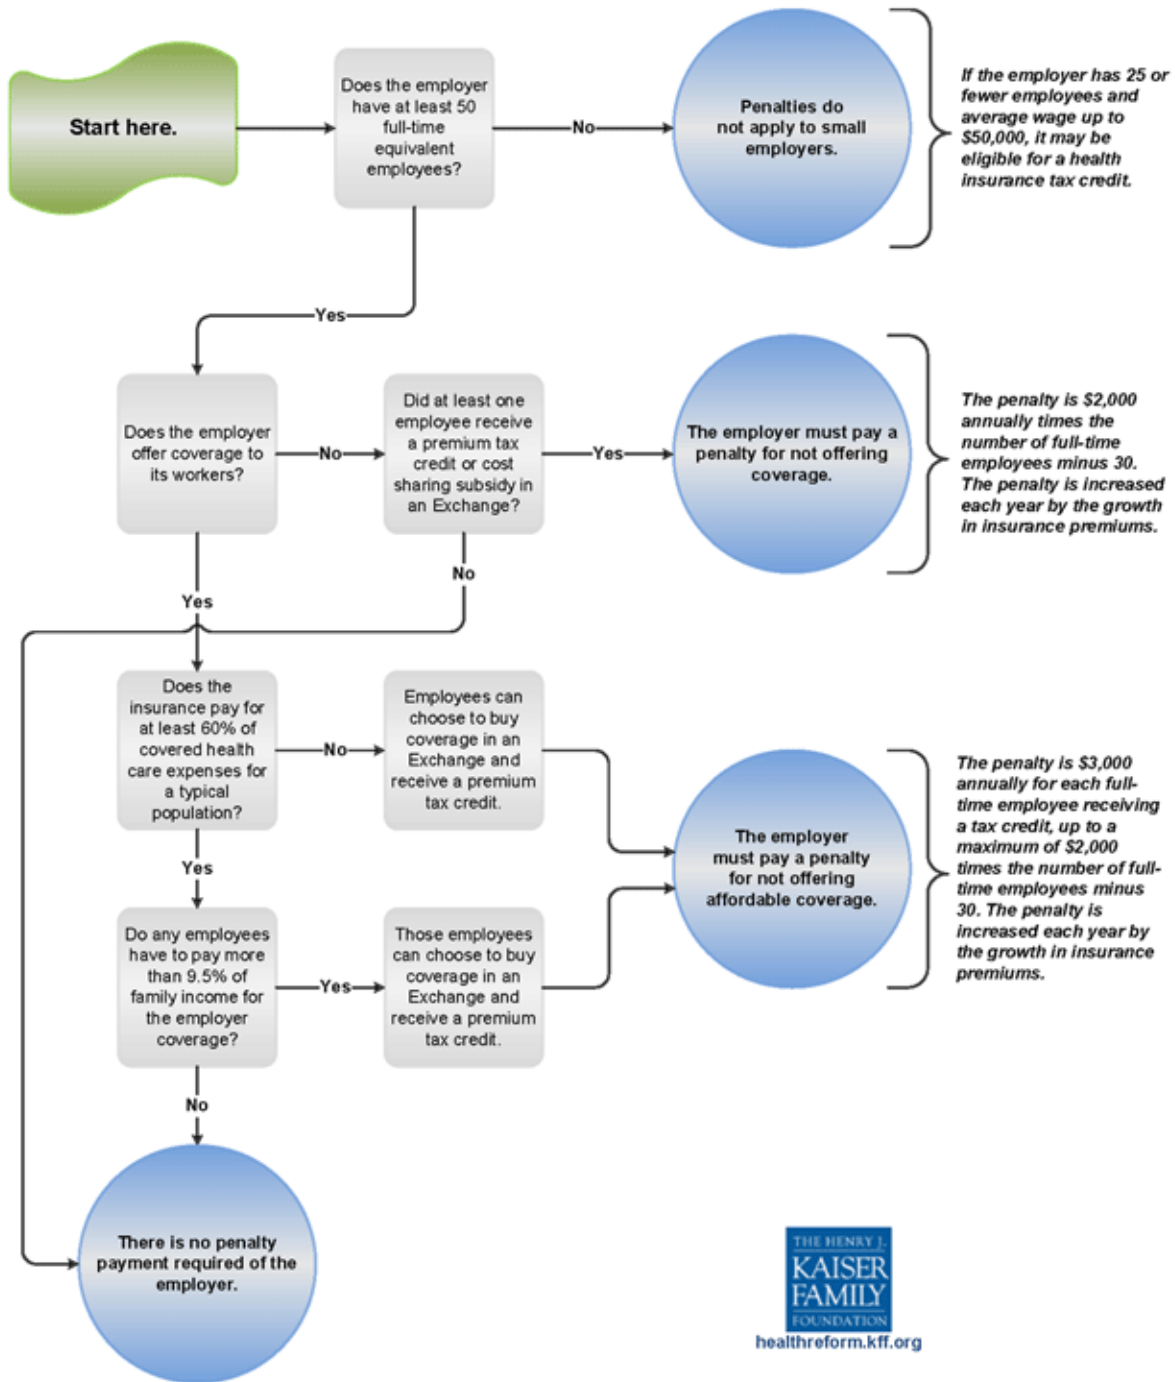 Start here.
Does the employer
have at least 50
full-time
equivalent
employees?
No
Penalties do
not apply to small
employers.
If the employer has 25 or
fewer employees and
average wage up to
$50,000, it may be
eligible for a health
insurance tax credit.
Yes
Does the employer
offer coverage to
its workers?
No
Did at least one
employee receive
a premium tax
credit or cost
sharing subsidy in
an Exchange?
Yes
The employer must pay a
penalty for not offering
coverage.
The penalty is $2,000
annually times the
number of full-time
employees minus 30.
The penalty is increased
each year by the growth
in insurance premiums.
No
Yes
Does the
insurance pay for
at least 60% of
covered health
care expenses for
a typical
population?
No
Employees can
choose to buy
coverage in an
Exchange and
receive a premium
tax credit.
The employer
must pay a penalty
for not offering
affordable coverage.
The penalty is $3,000
annually for each full-
time employee receiving
a tax credit, up to a
maximum of $2,000
times the number of full-
time employees minus
30. The penalty is
increased each year by
the growth in insurance
premiums.
Yes
Do any employees
have to pay more
than 9.5% of
family income for
the employer
coverage?
Yes
Those employees
can choose to buy
coverage in an
Exchange and
receive a premium
tax credit.
No
There is no penalty
payment required of the
employer.
THE HENRY J.
KAISER
FAMILY
FOUNDATION
healthreform.kff.org